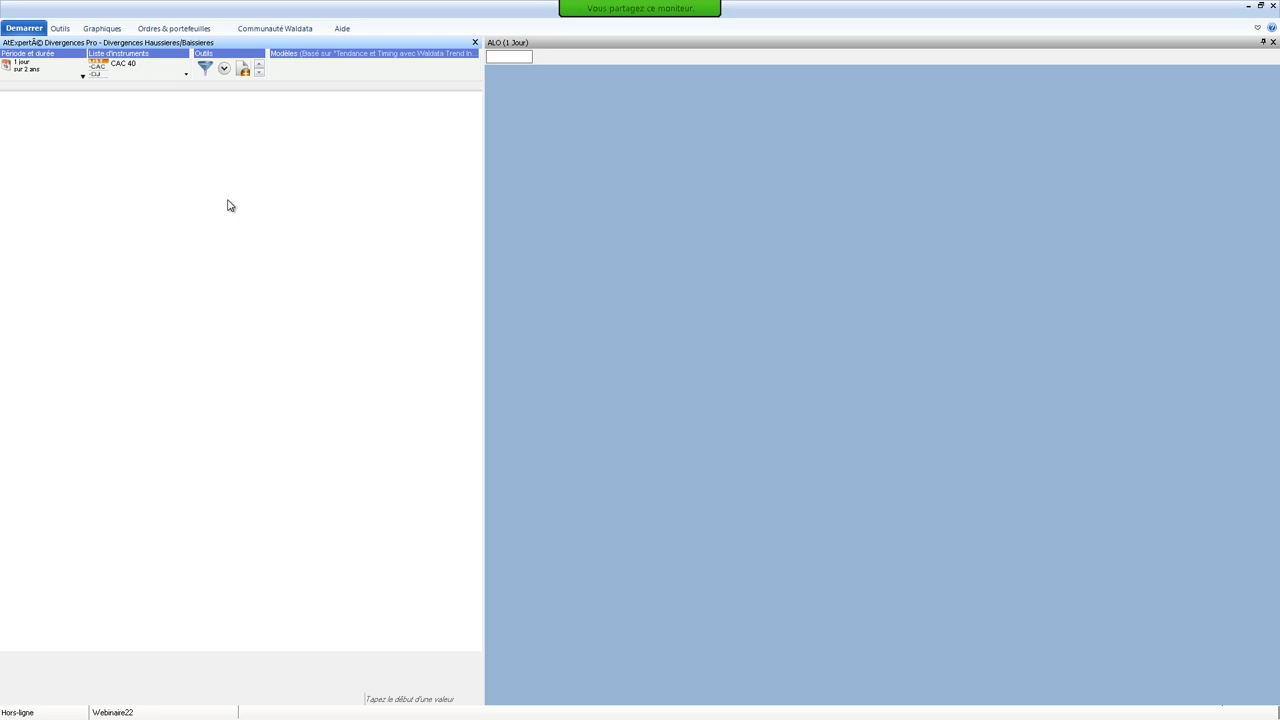 Vous partagez ce moniteur.
Demarrer Outils Graphiques Ordres & portefeuilles Communauté Waldata Aide
AtExpertÃ© Divergences Pro - Divergences Haussieres/Baissieres
ALO (1 Jour)
Période et durée Liste d'instruments Outils Modèles (Basé sur "Tendance et Timing avec Waldata Trend In...
1 jour
sur 2 ans
-CAC
CAC 40
Tapez le début d'une valeur
Hors-ligne Webinaire22